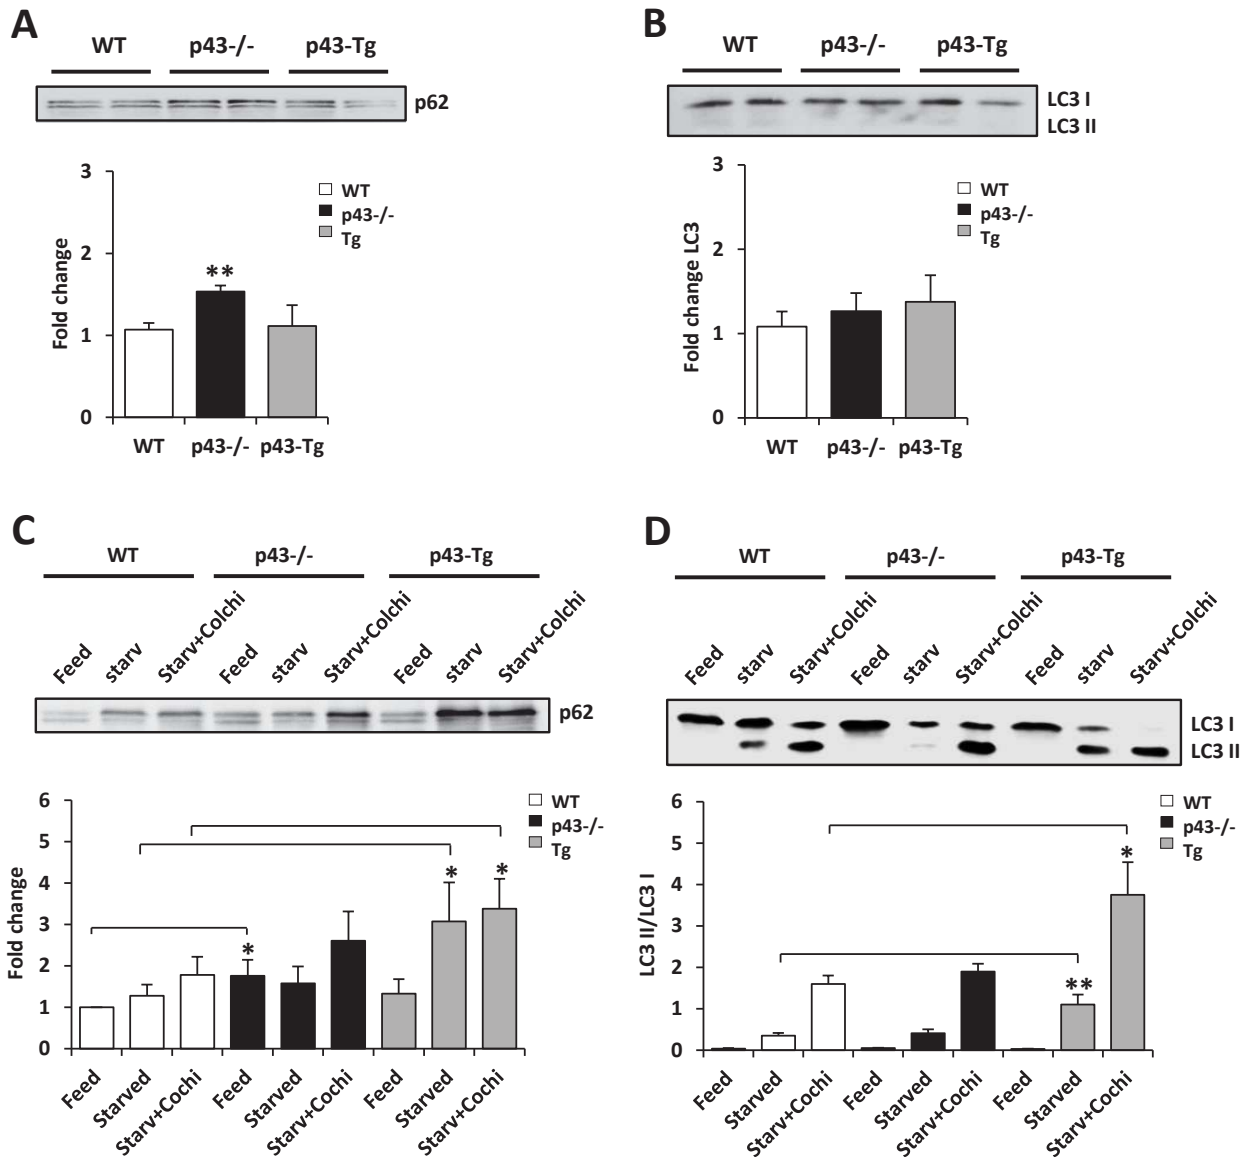 A
WT p43-/- p43-Tg
p62
3
2
1
0
Fold change
**
WT
p43-/-
Tg
WT p43-/- p43-Tg
B
WT p43-/- p43-Tg
LC3 I
LC3 II
3
2
1
0
Fold change LC3
WT
p43-/-
Tg
WT p43-/- p43-Tg
C
WT p43-/- p43-Tg
Feed starv Starv+Colchi Feed starv Starv+Colchi Feed starv Starv+Colchi
p62
6
5
4
3
2
1
0
Fold change
WT
p43-/-
Tg
* * *
Feed Starved Starv+Cochi Feed Starved Starv+Cochi Feed Starved Starv+Cochi
D
WT p43-/- p43-Tg
Feed starv Starv+Colchi Feed starv Starv+Colchi Feed starv Starv+Colchi
LC3 I
LC3 II
6
5
4
3
2
1
0
LC3 II/LC3 I
WT
p43-/-
Tg
*
**
Feed Starved Starv+Cochi Feed Starved Starv+Cochi Feed Starved Starv+Cochi